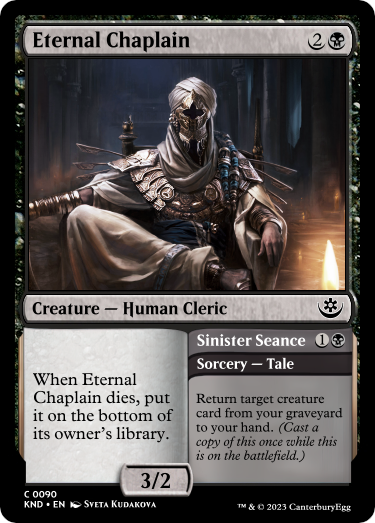 Eternal Chaplain 2
Creature — Human Cleric
When Eternal
Chaplain dies, put
it on the bottom of
its owner's library.
Sinister Seance 1
Sorcery — Tale
Return target creature
card from your graveyard
to your hand. (Cast a
copy of this once while this
is on the battlefield.)
3/2
C 0090
KND • EN Sveta Kudakova
™ & © 2023 CanterburyEgg